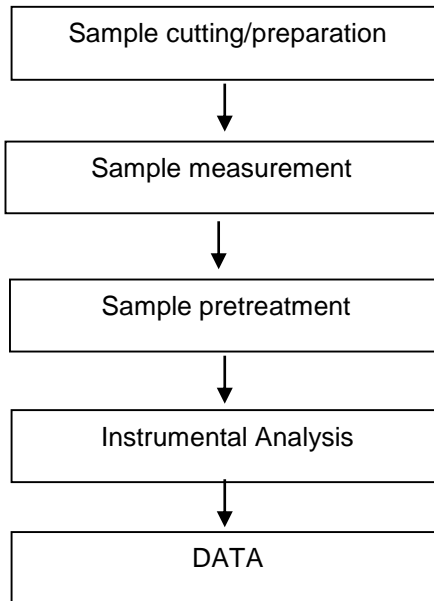 Sample cutting/preparation
Sample measurement
Sample pretreatment
Instrumental Analysis
DATA